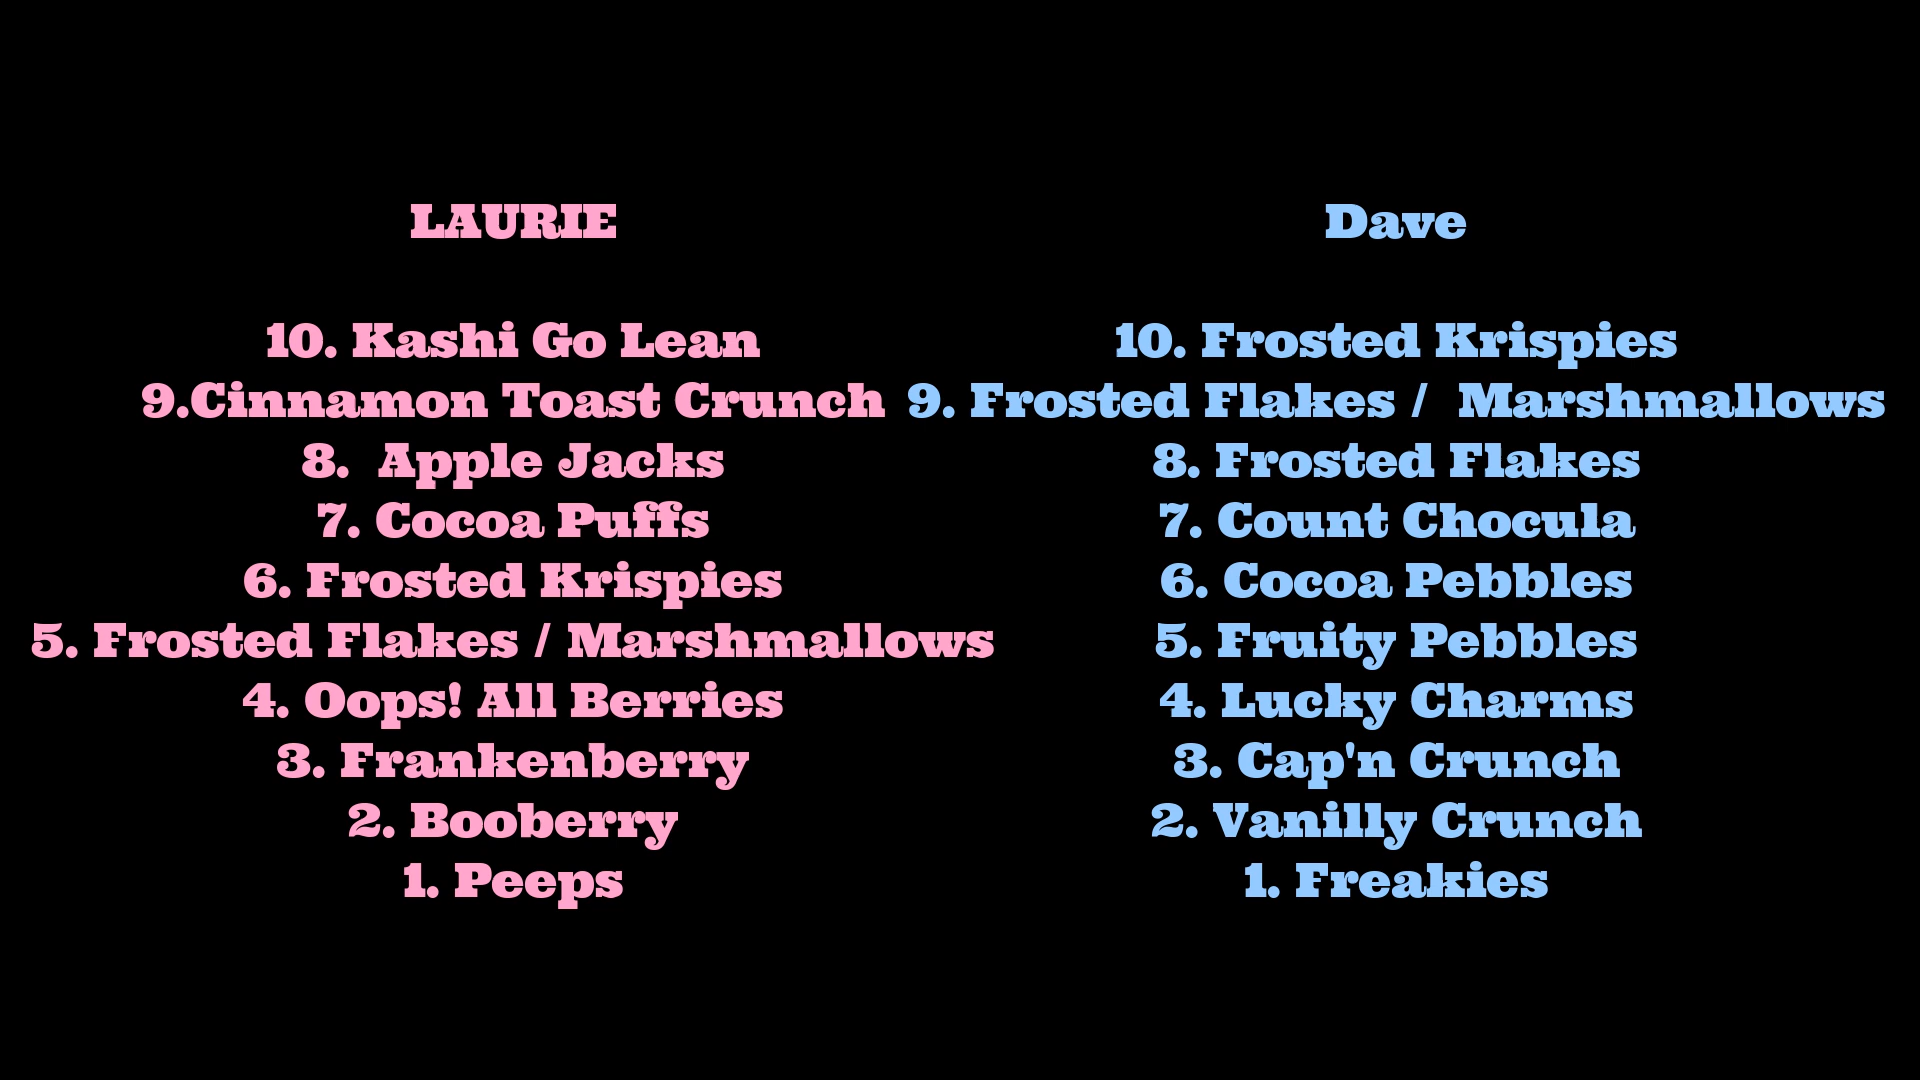 LAURIE
10. Kashi Go Lean
9.Cinnamon Toast Crunch
8.  Apple Jacks
7. Cocoa Puffs
6. Frosted Krispies
5. Frosted Flakes / Marshmallows
4. Oops! All Berries
3. Frankenberry
2. Booberry
1. Peeps
Dave
10. Frosted Krispies
9. Frosted Flakes /  Marshmallows
8. Frosted Flakes
7. Count Chocula
6. Cocoa Pebbles
5. Fruity Pebbles
4. Lucky Charms
3. Cap'n Crunch
2. Vanilly Crunch
1. Freakies